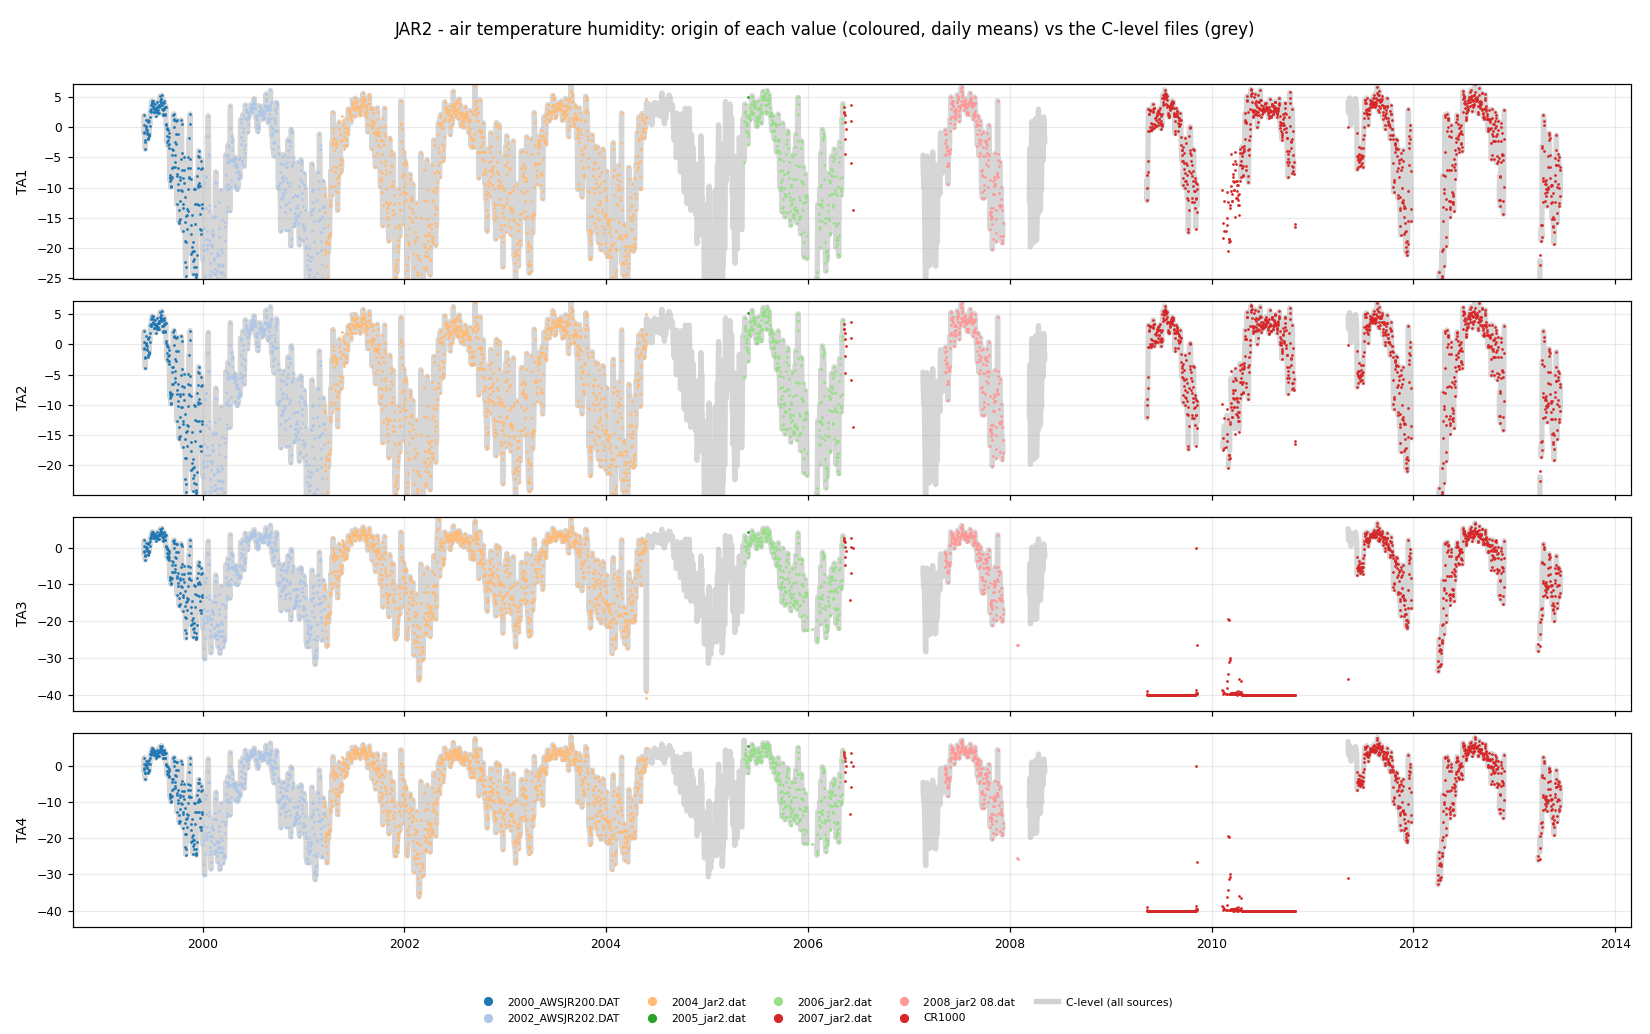 JAR2 - air temperature humidity: origin of each value (coloured, daily means) vs the C-level files (grey)
TA1
5
0
−5
−10
−15
−20
−25
TA2
5
0
−5
−10
−15
−20
TA3
0
−10
−20
−30
−40
TA4
0
−10
−20
−30
−40
2000 2002 2004 2006 2008 2010 2012 2014
2000_AWSJR200.DAT 2004_Jar2.dat 2006_jar2.dat 2008_jar2 08.dat C-level (all sources)
2002_AWSJR202.DAT 2005_jar2.dat 2007_jar2.dat CR1000